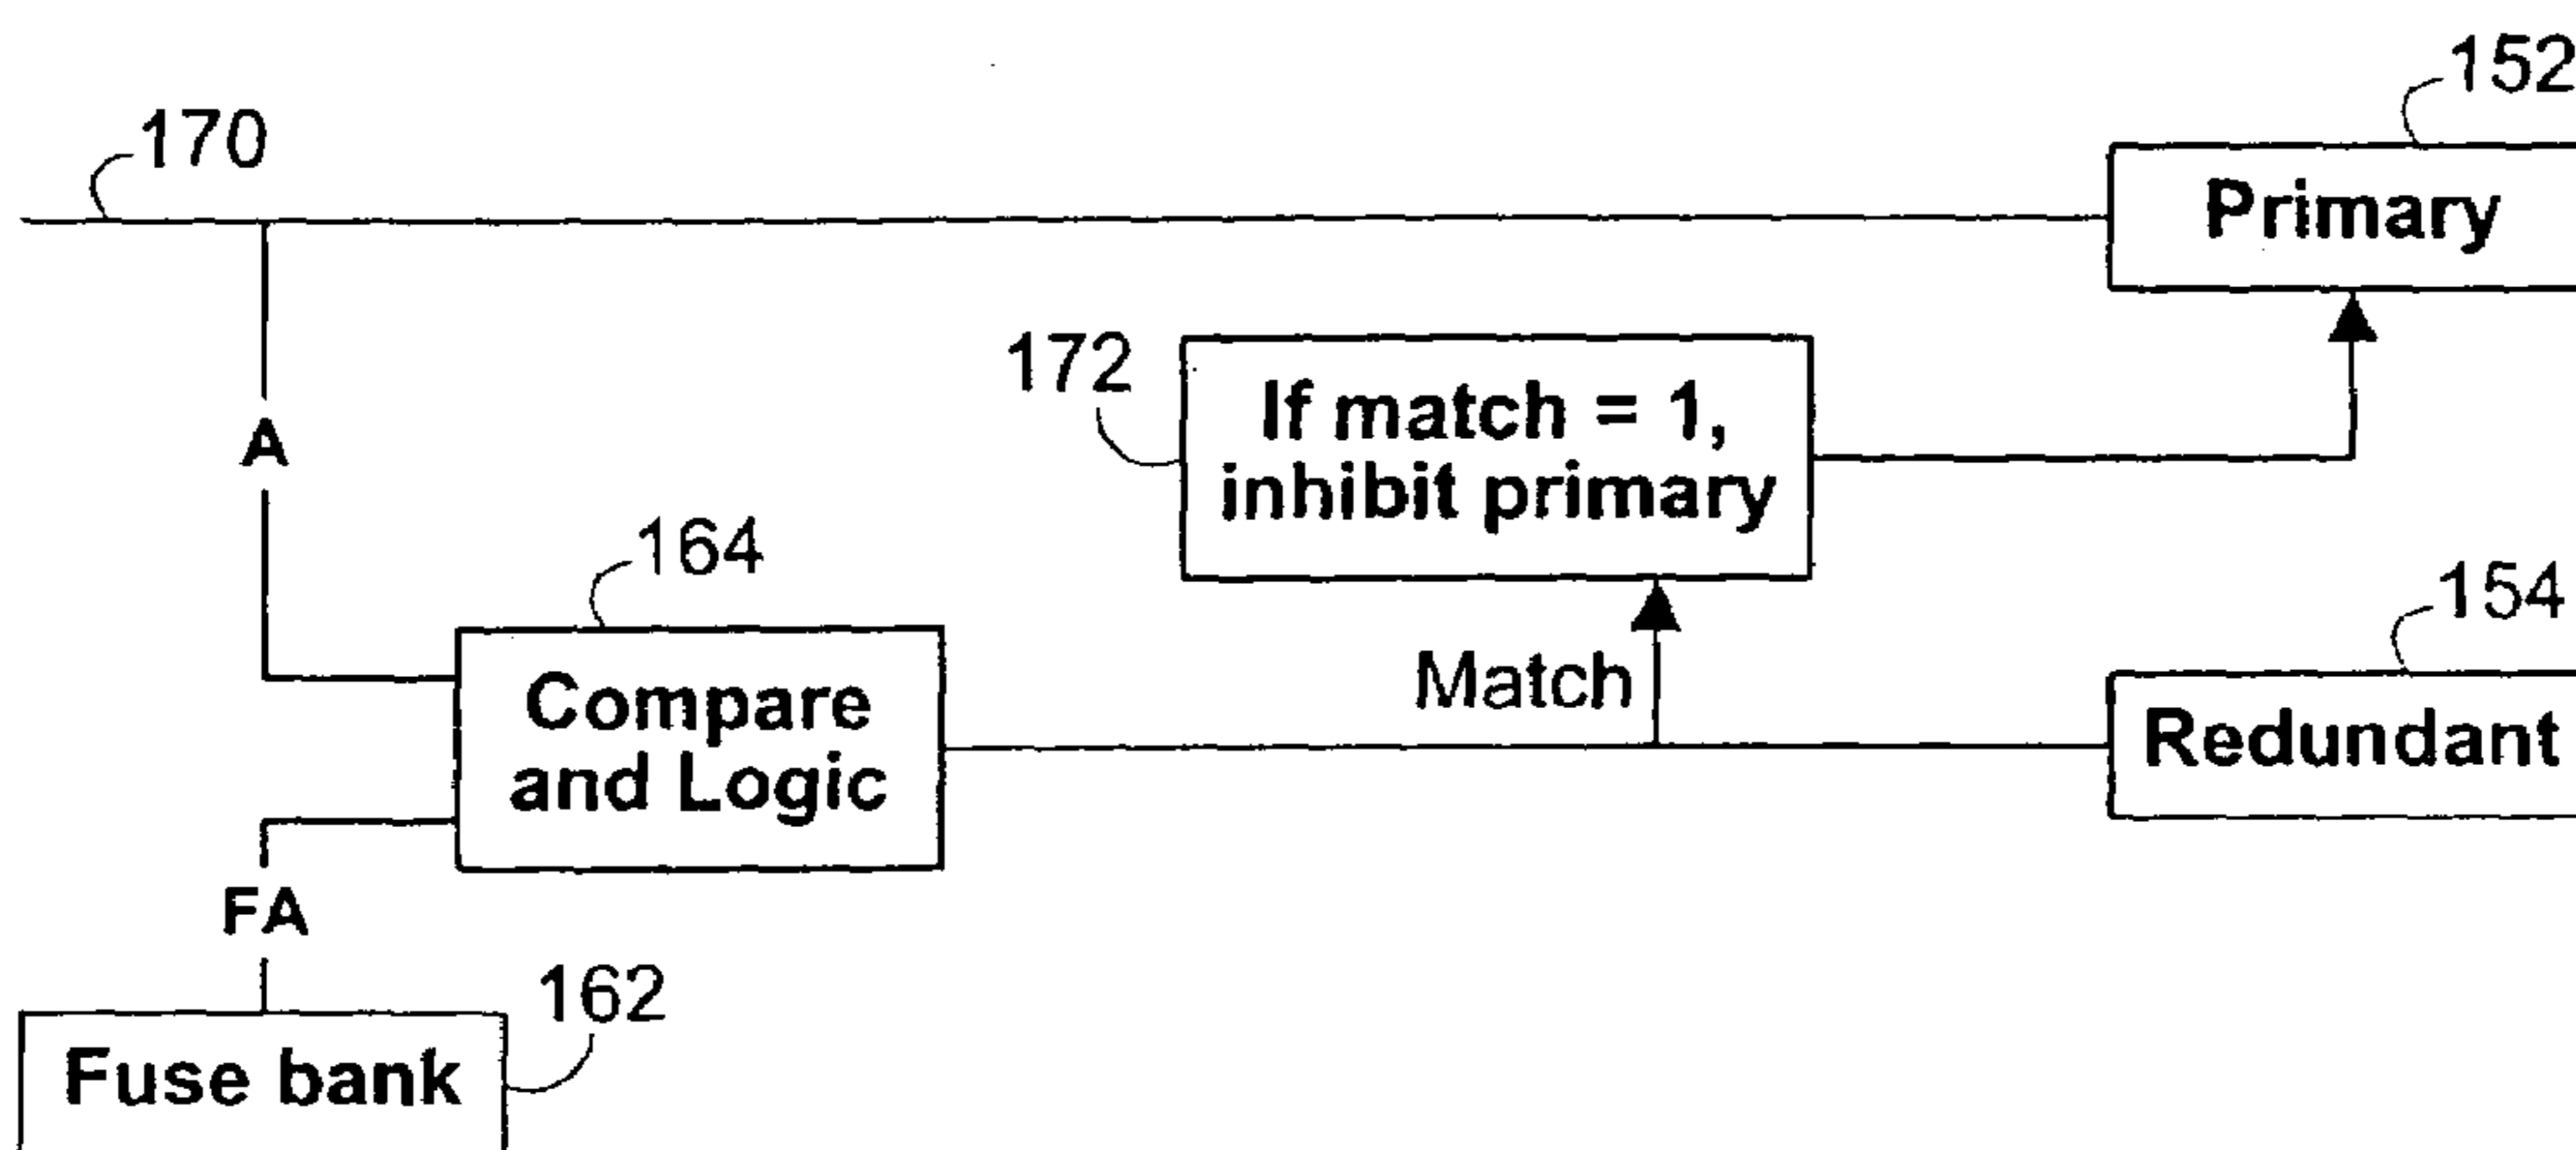 152
170
Primary
172
If match = 1,
inhibit primary
A
164
154
Match
Compare
and Logic
Redundant
FA
162
Fuse bank